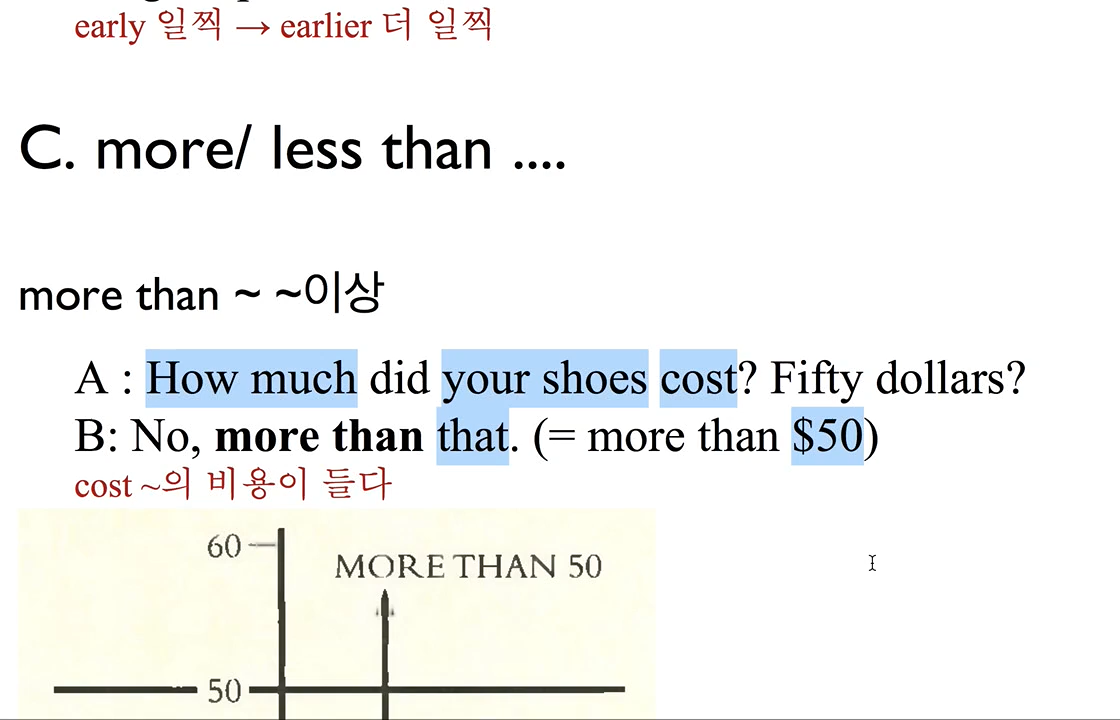 early 일찍 → earlier 더 일찍
C. more/ less than ....
more than ~ ~이상
A : How much did your shoes cost? Fifty dollars?
B: No, more than that. (= more than $50)
cost ~의 비용이 들다
60
MORE THAN 50
50